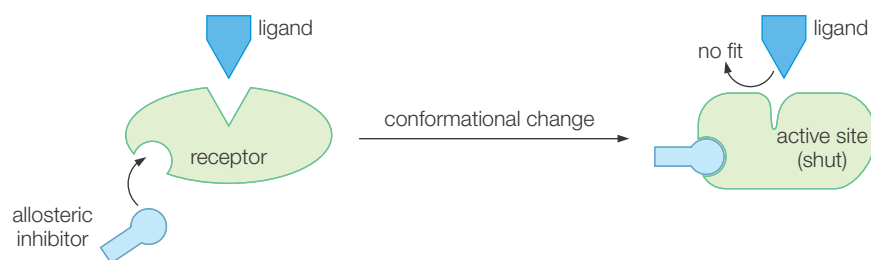 ligand
receptor
allosteric
inhibitor
conformational change
no fit
ligand
active site
(shut)